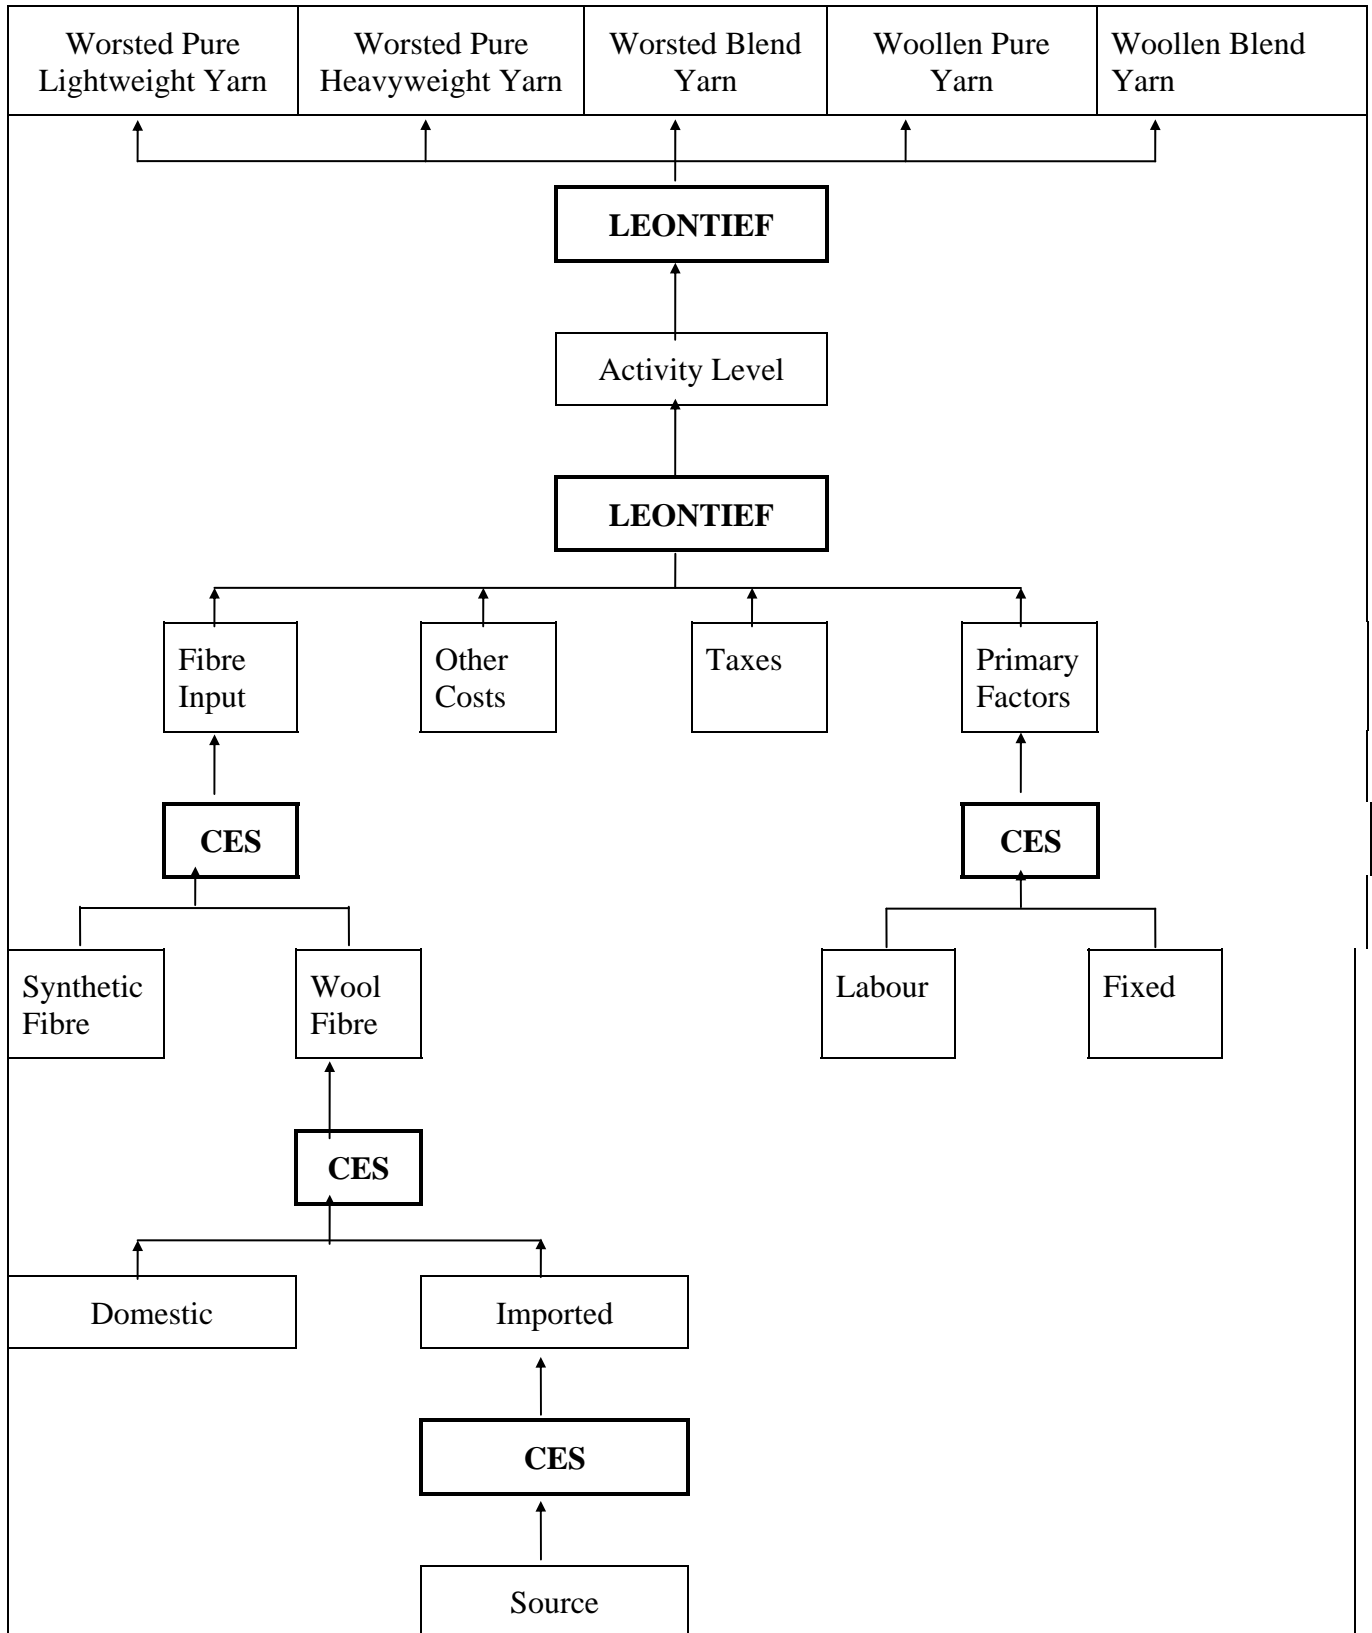 Worsted Pure
Lightweight Yarn
Worsted Pure
Heavyweight Yarn
Worsted Blend
Yarn
Woollen Pure
Yarn
Woollen Blend
Yarn
LEONTIEF
Activity Level
LEONTIEF
Fibre
Input
Other
Costs
Taxes
Primary
Factors
CES
CES
Synthetic
Fibre
Wool
Fibre
Labour
Fixed
CES
Domestic
Imported
CES
Source